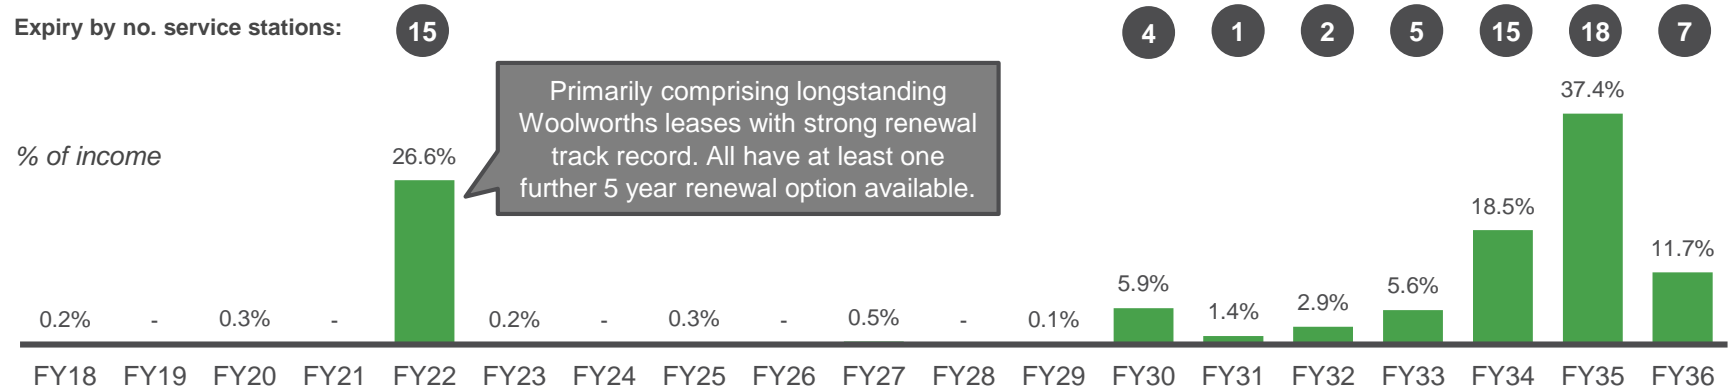 Expiry by no. service stations:
15 4 1 2 5 15 18 7
Primarily comprising longstanding
Woolworths leases with strong renewal
track record. All have at least one
further 5 year renewal option available.
% of income
0.2% - 0.3% - 26.6% 0.2% - 0.3% - 0.5% - 0.1% 5.9% 1.4% 2.9% 5.6% 18.5% 37.4% 11.7%
FY18 FY19 FY20 FY21 FY22 FY23 FY24 FY25 FY26 FY27 FY28 FY29 FY30 FY31 FY32 FY33 FY34 FY35 FY36